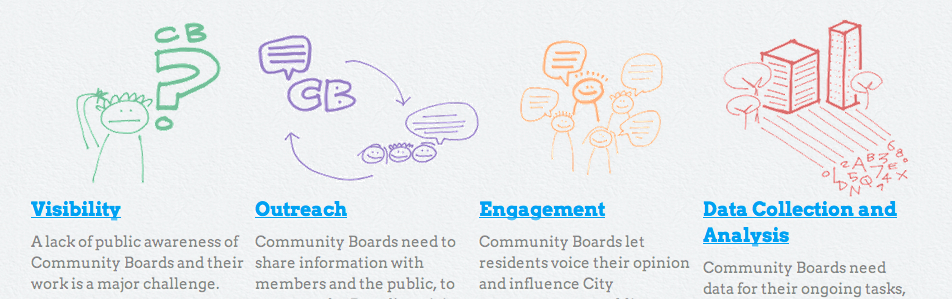 CB
?
CB
Visibility
A lack of public awareness of
Community Boards and their
work is a major challenge.
Outreach
Community Boards need to
share information with
members and the public, to
Engagement
Community Boards let
residents voice their opinion
and influence City
Data Collection and
Analysis
Community Boards need
data for their ongoing tasks,